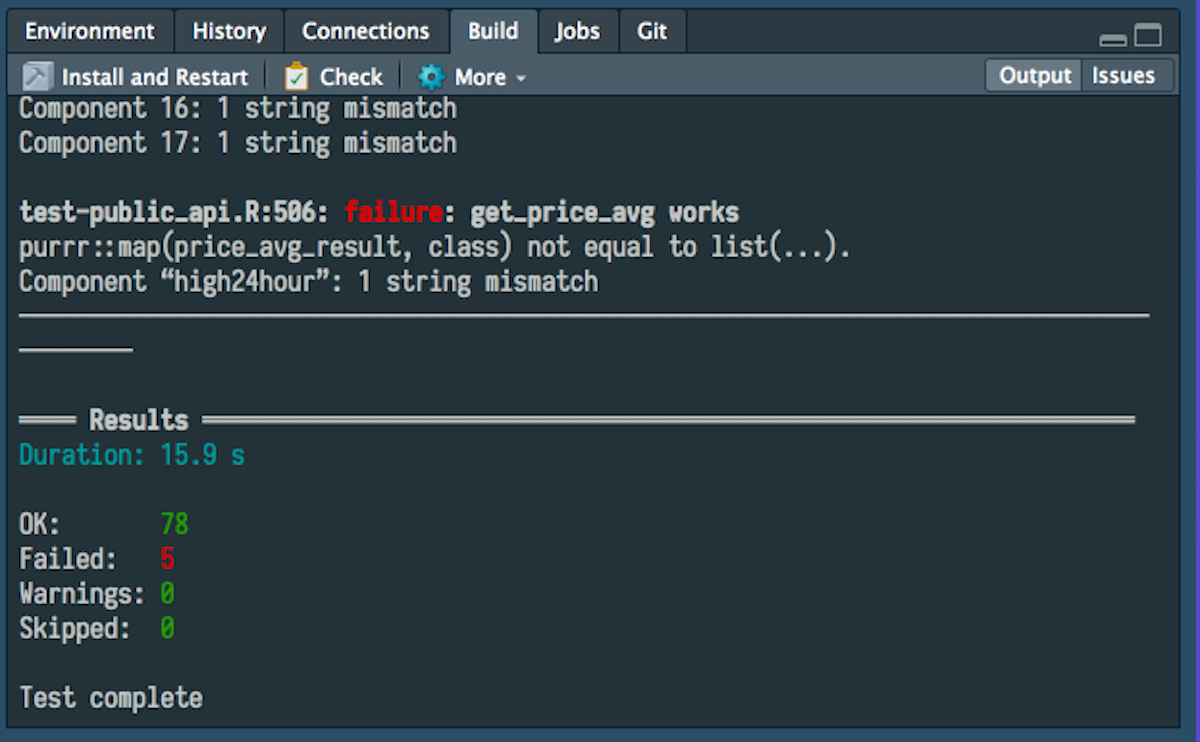 Environment History Connections Build Jobs Git
Install and Restart Check More Output Issues
Component 16: 1 string mismatch
Component 17: 1 string mismatch
test-public_api.R:506: failure: get_price_avg works
purrr::map(price_avg_result, class) not equal to list(...).
Component “high24hour”: 1 string mismatch
Results
Duration: 15.9 s
OK: 78
Failed: 5
Warnings: 0
Skipped: 0
Test complete